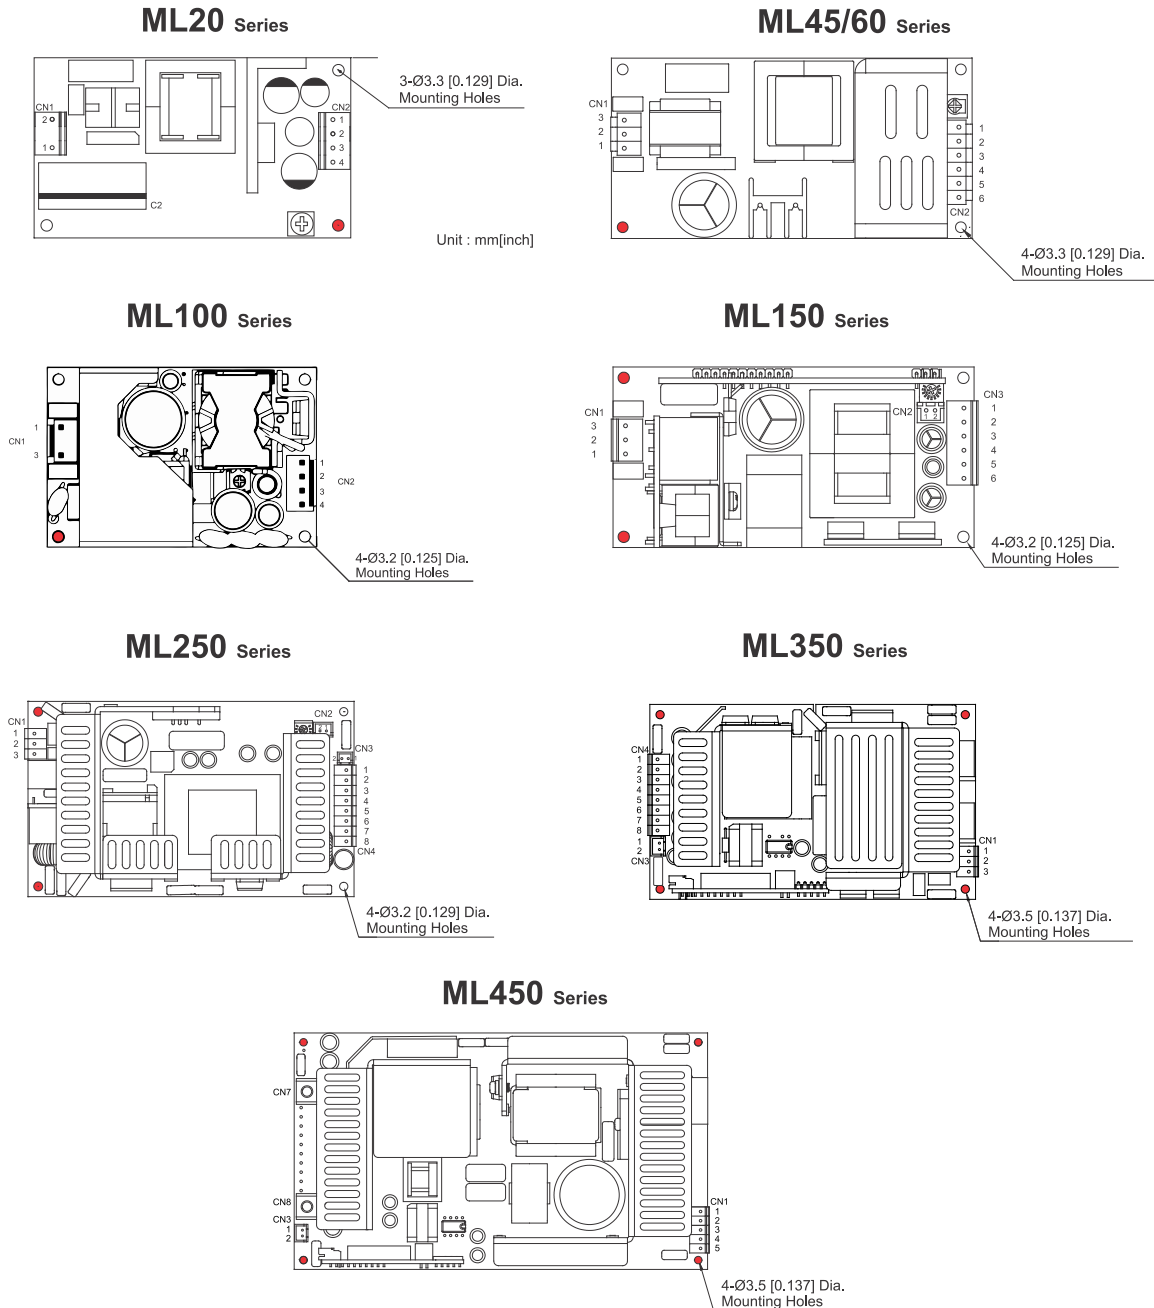 ML20 Series
CN1
2
1
C2
CN2
1
2
3
4
3-Ø3.3 [0.129] Dia.
Mounting Holes
Unit : mm[inch]
ML45/60 Series
CN1
3
2
1
1
2
3
4
5
6
CN2
4-Ø3.3 [0.129] Dia.
Mounting Holes
ML100 Series
CN1
1
3
1
2
3
4
CN2
4-Ø3.2 [0.125] Dia.
Mounting Holes
ML150 Series
CN1
3
2
1
CN2
1 2
CN3
1
2
3
4
5
6
4-Ø3.2 [0.125] Dia.
Mounting Holes
ML250 Series
CN1
1
2
3
CN2
CN3
2
1
2
3
4
5
6
7
8
CN4
4-Ø3.2 [0.129] Dia.
Mounting Holes
ML350 Series
CN4
1
2
3
4
5
6
7
8
1
2
CN3
CN1
1
2
3
4-Ø3.5 [0.137] Dia.
Mounting Holes
ML450 Series
CN7
CN8
CN3
1
2
CN1
1
2
3
4
5
4-Ø3.5 [0.137] Dia.
Mounting Holes